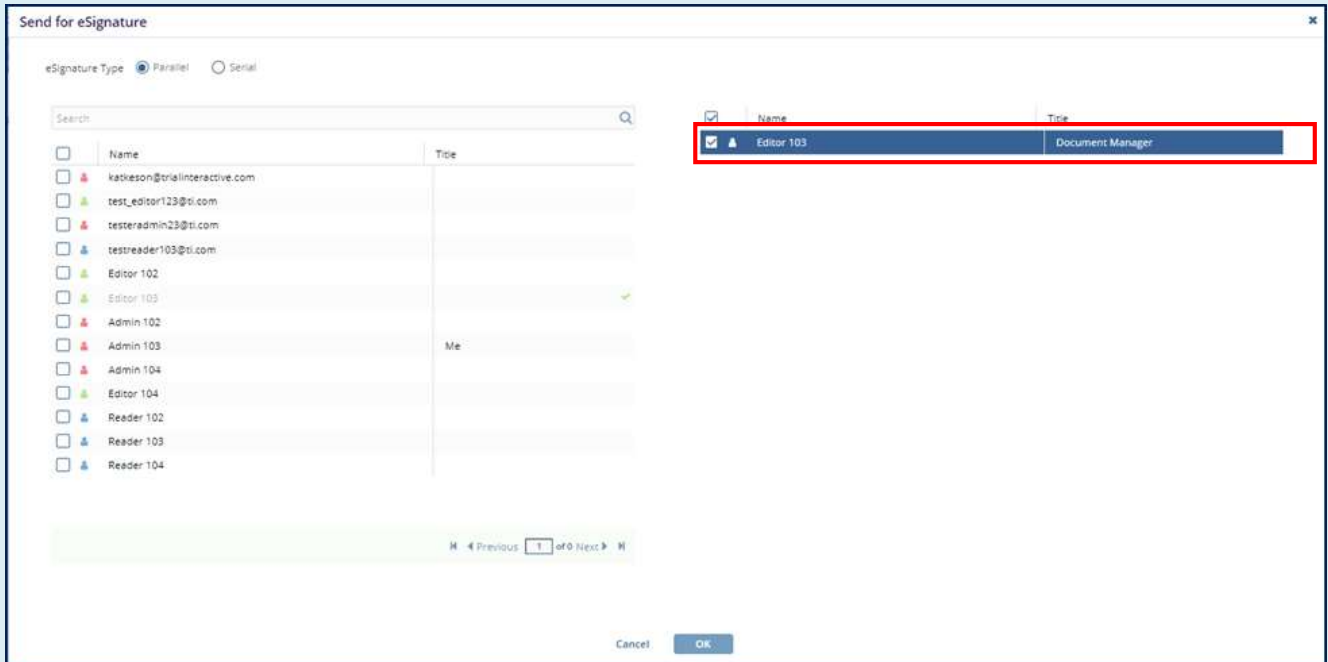 Send for eSignature
eSignature Type Parallel Serial
Search
Name Title
katkeson@trialinteractive.com
test_editor123@ti.com
testeradmin23@ti.com
testreader103@ti.com
Editor 102
Editor 103
Admin 102
Admin 103 Me
Admin 104
Editor 104
Reader 102
Reader 103
Reader 104
Previous 1 of 0 Next
Name Title
Editor 103 Document Manager
Cancel OK